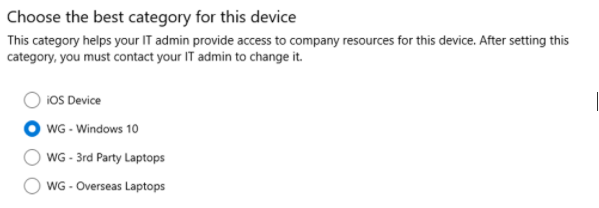 Choose the best category for this device
This category helps your IT admin provide access to company resources for this device. After setting this
category, you must contact your IT admin to change it.
iOS Device
WG - Windows 10
WG - 3rd Party Laptops
WG - Overseas Laptops